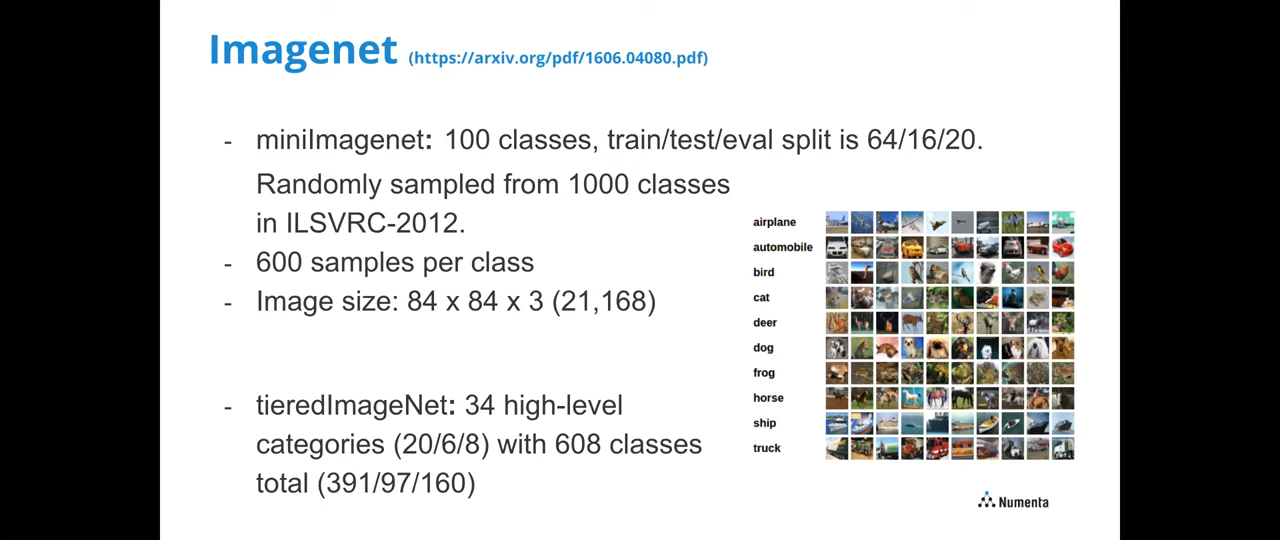 Imagenet (https://arxiv.org/pdf/1606.04080.pdf)
- miniImagenet: 100 classes, train/test/eval split is 64/16/20.
Randomly sampled from 1000 classes
in ILSVRC-2012.
- 600 samples per class
- Image size: 84 x 84 x 3 (21,168)
- tieredImageNet: 34 high-level
categories (20/6/8) with 608 classes
total (391/97/160)
airplane
automobile
bird
cat
deer
dog
frog
horse
ship
truck
Numenta